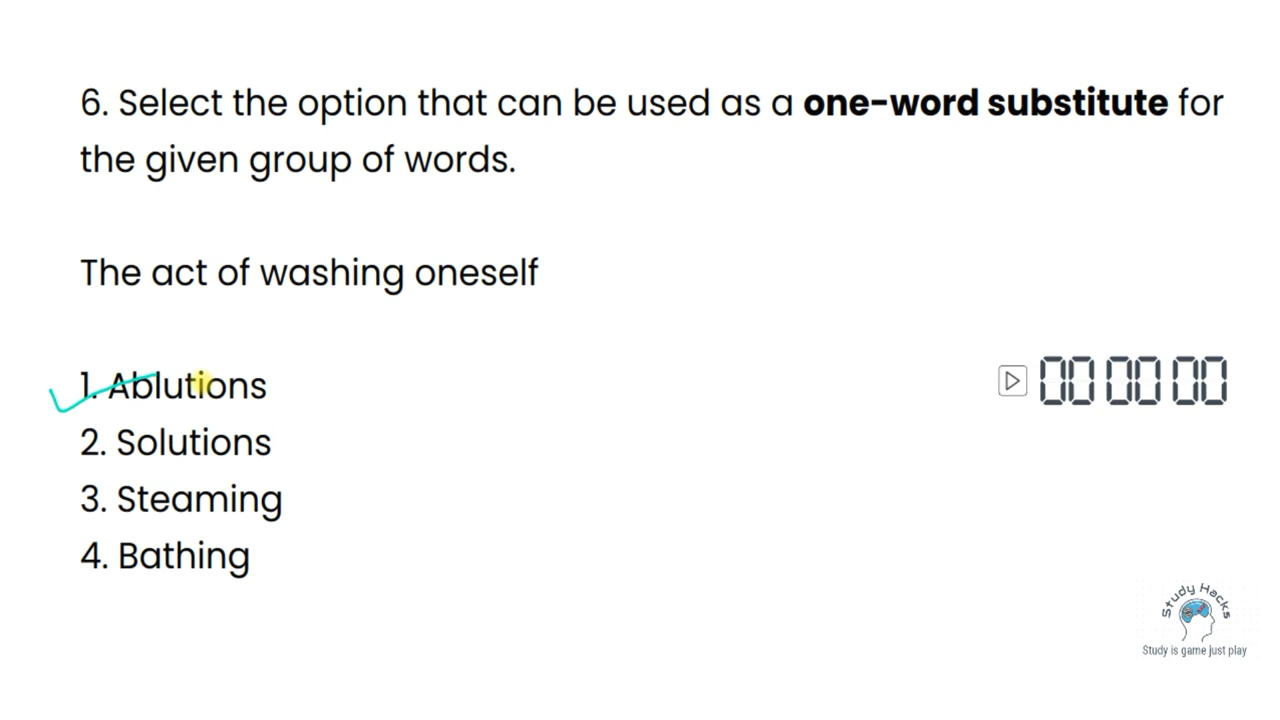 6. Select the option that can be used as a one-word substitute for
the given group of words.
The act of washing oneself
1. Ablutions
2. Solutions
3. Steaming
4. Bathing
00 00 00
Study Hacks
Study is game just play